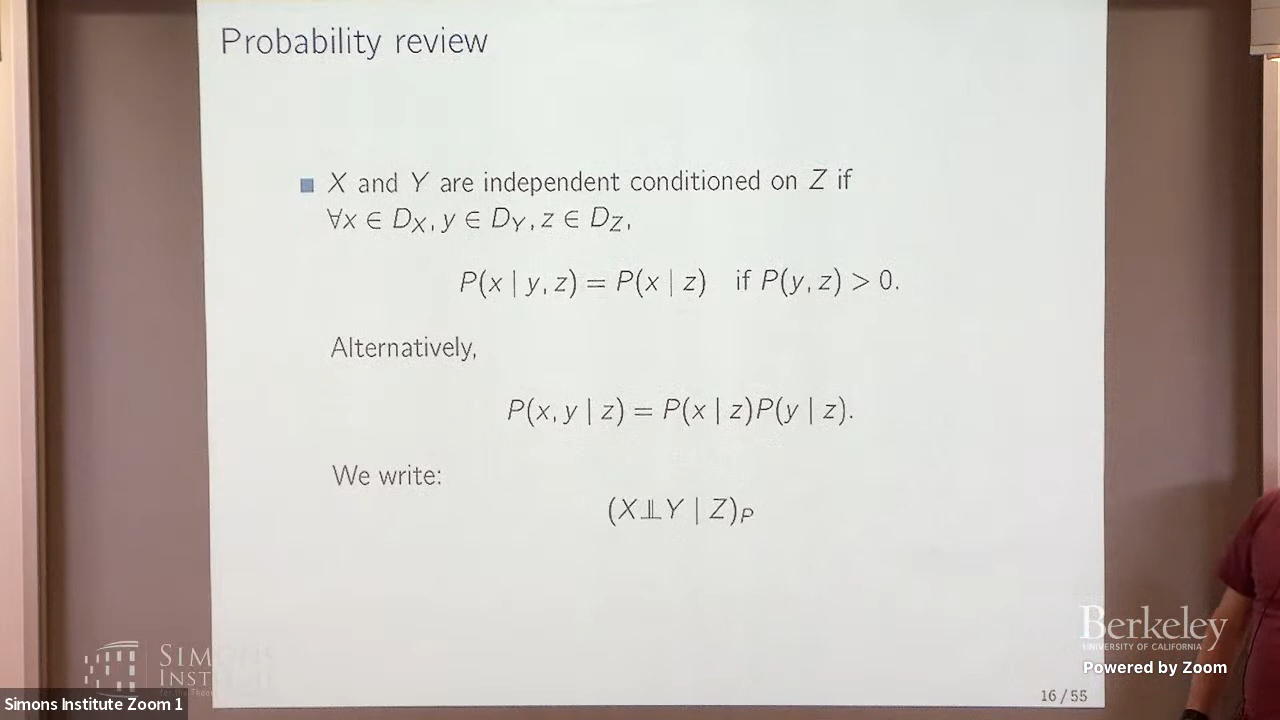 Probability review
X and Y are independent conditioned on Z if
∀x ∈ D_X, y ∈ D_Y, z ∈ D_Z,
P(x | y, z) = P(x | z) if P(y, z) > 0.
Alternatively,
P(x, y | z) = P(x | z)P(y | z).
We write:
(X⫫Y | Z)_P
Berkeley
UNIVERSITY OF CALIFORNIA
Powered by Zoom
16 / 55
Simons Institute Zoom 1